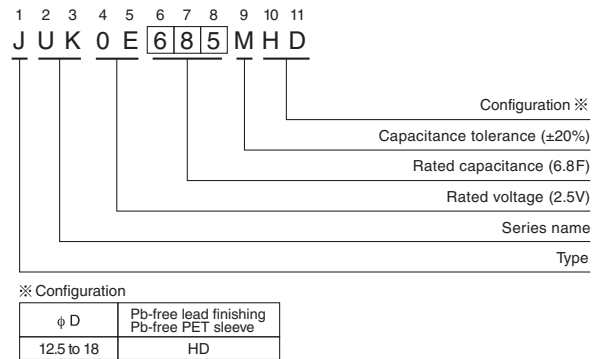 1 2 3 4 5 6 7 8 9 10 11
J U K 0 E 6 8 5 M H D
Configuration ※
Capacitance tolerance (±20%)
Rated capacitance (6.8F)
Rated voltage (2.5V)
Series name
Type
※ Configuration
ϕ D
Pb-free lead finishing
Pb-free PET sleeve
12.5 to 18
HD